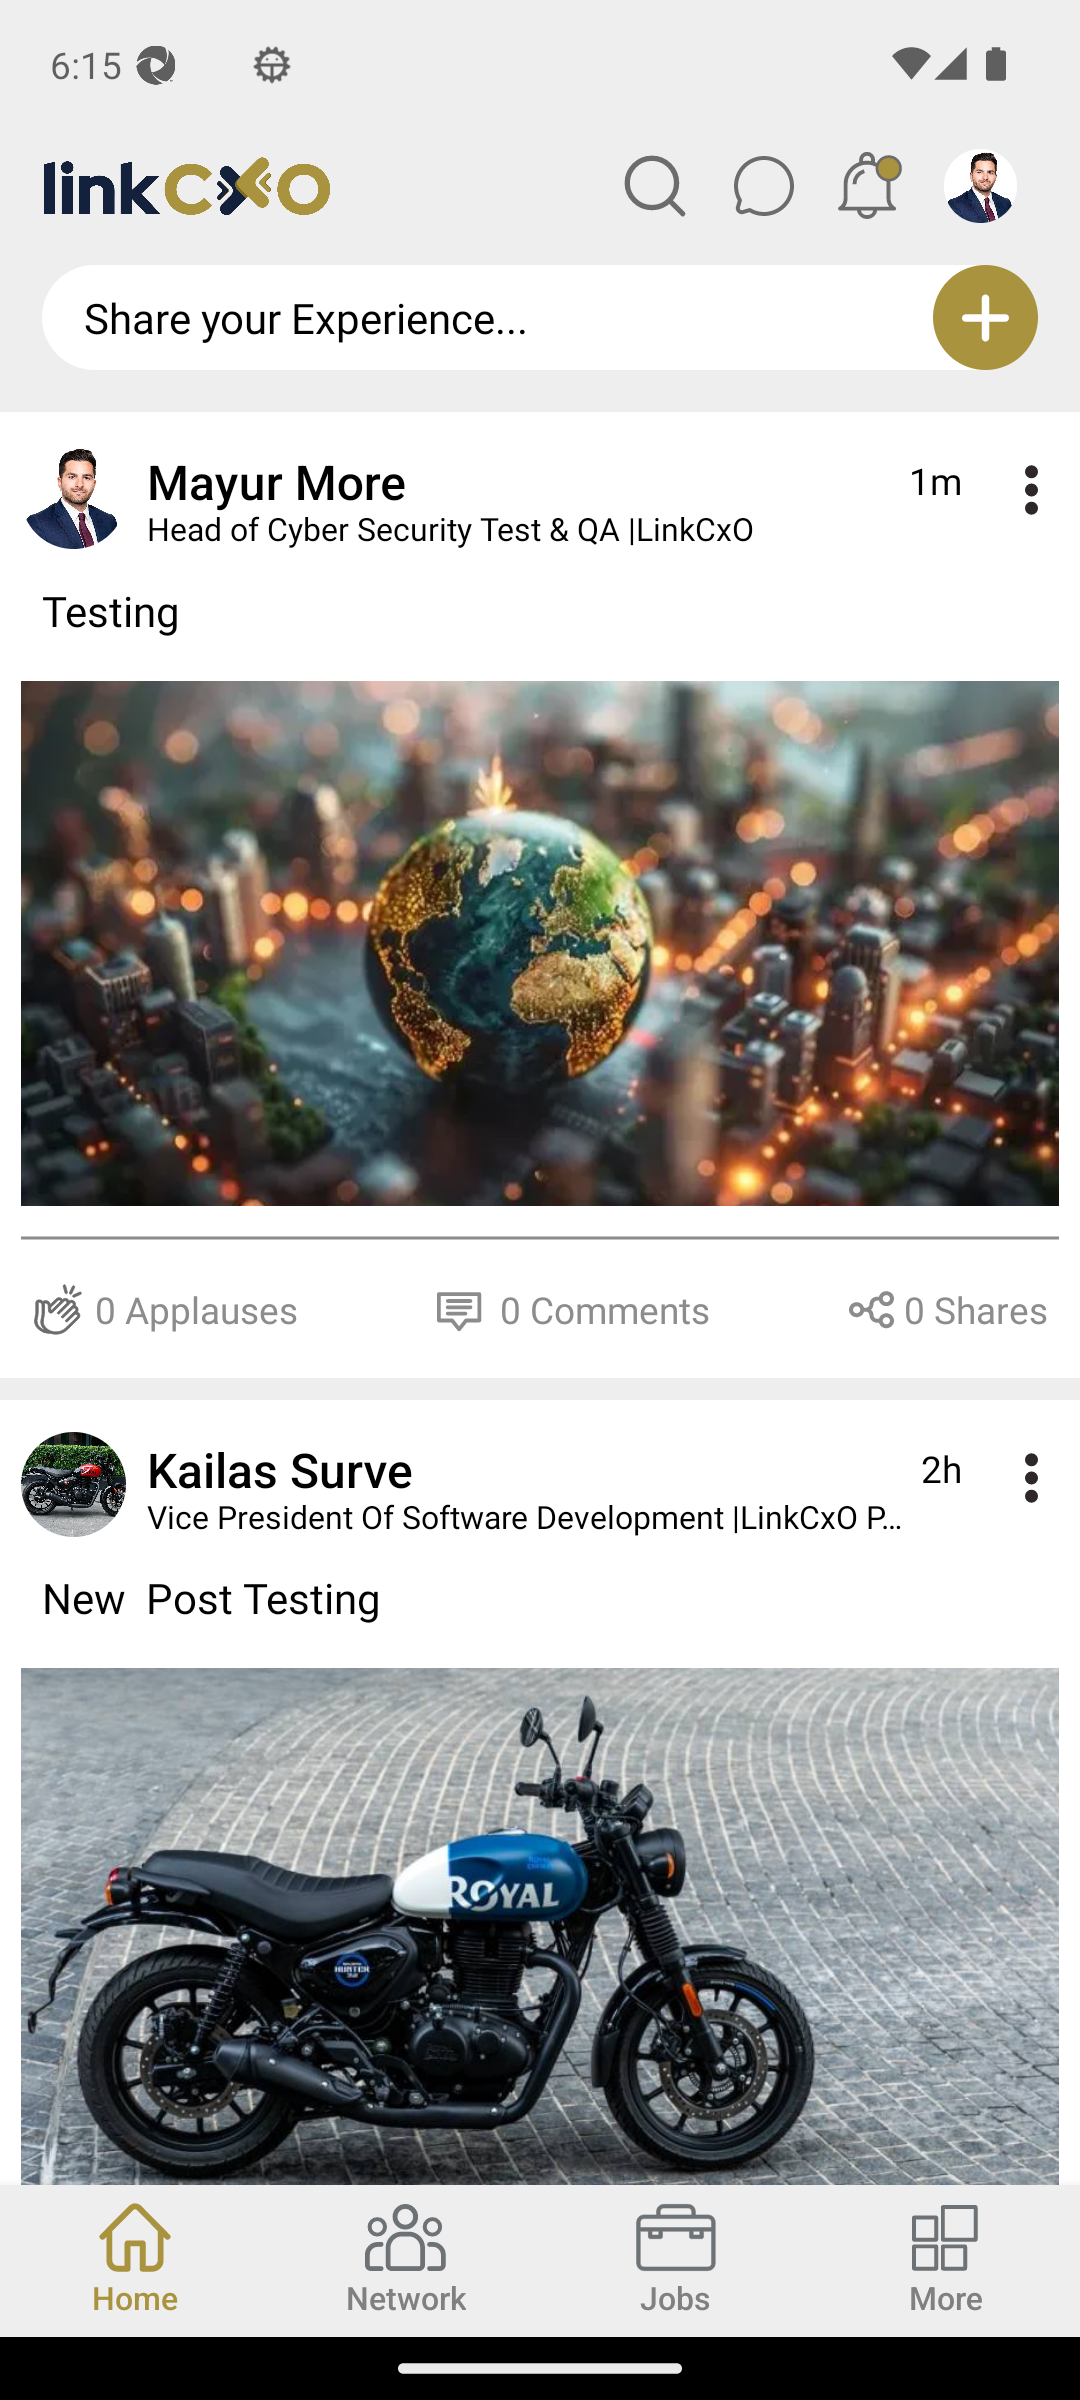 6:15
linkCXO
Share your Experience...
Mayur More
1m
Head of Cyber Security Test & QA |LinkCxO
Testing
0 Applauses
0 Comments
0 Shares
Kailas Surve
2h
Vice President Of Software Development |LinkCxO P...
New  Post Testing
ROYAL
HUNTER
Home
Network
Jobs
More